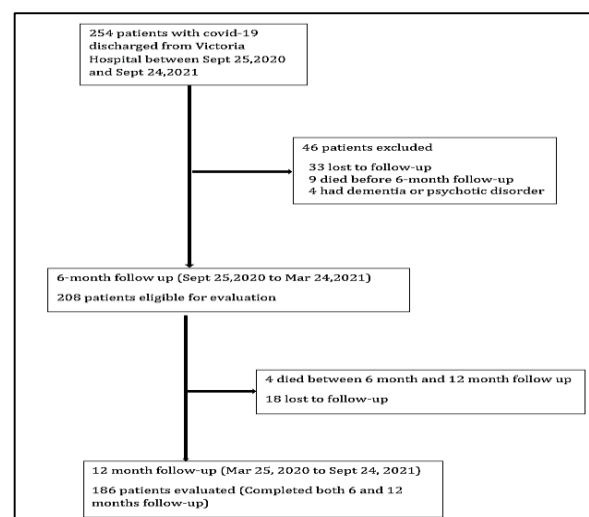 254 patients with covid-19
discharged from Victoria
Hospital between Sept 25,2020
and Sept 24,2021
46 patients excluded
33 lost to follow-up
9 died before 6-month follow-up
4 had dementia or psychotic disorder
6-month follow up (Sept 25,2020 to Mar 24,2021)
208 patients eligible for evaluation
4 died between 6 month and 12 month follow up
18 lost to follow-up
12 month follow-up (Mar 25, 2020 to Sept 24, 2021)
186 patients evaluated (Completed both 6 and 12
months follow-up)